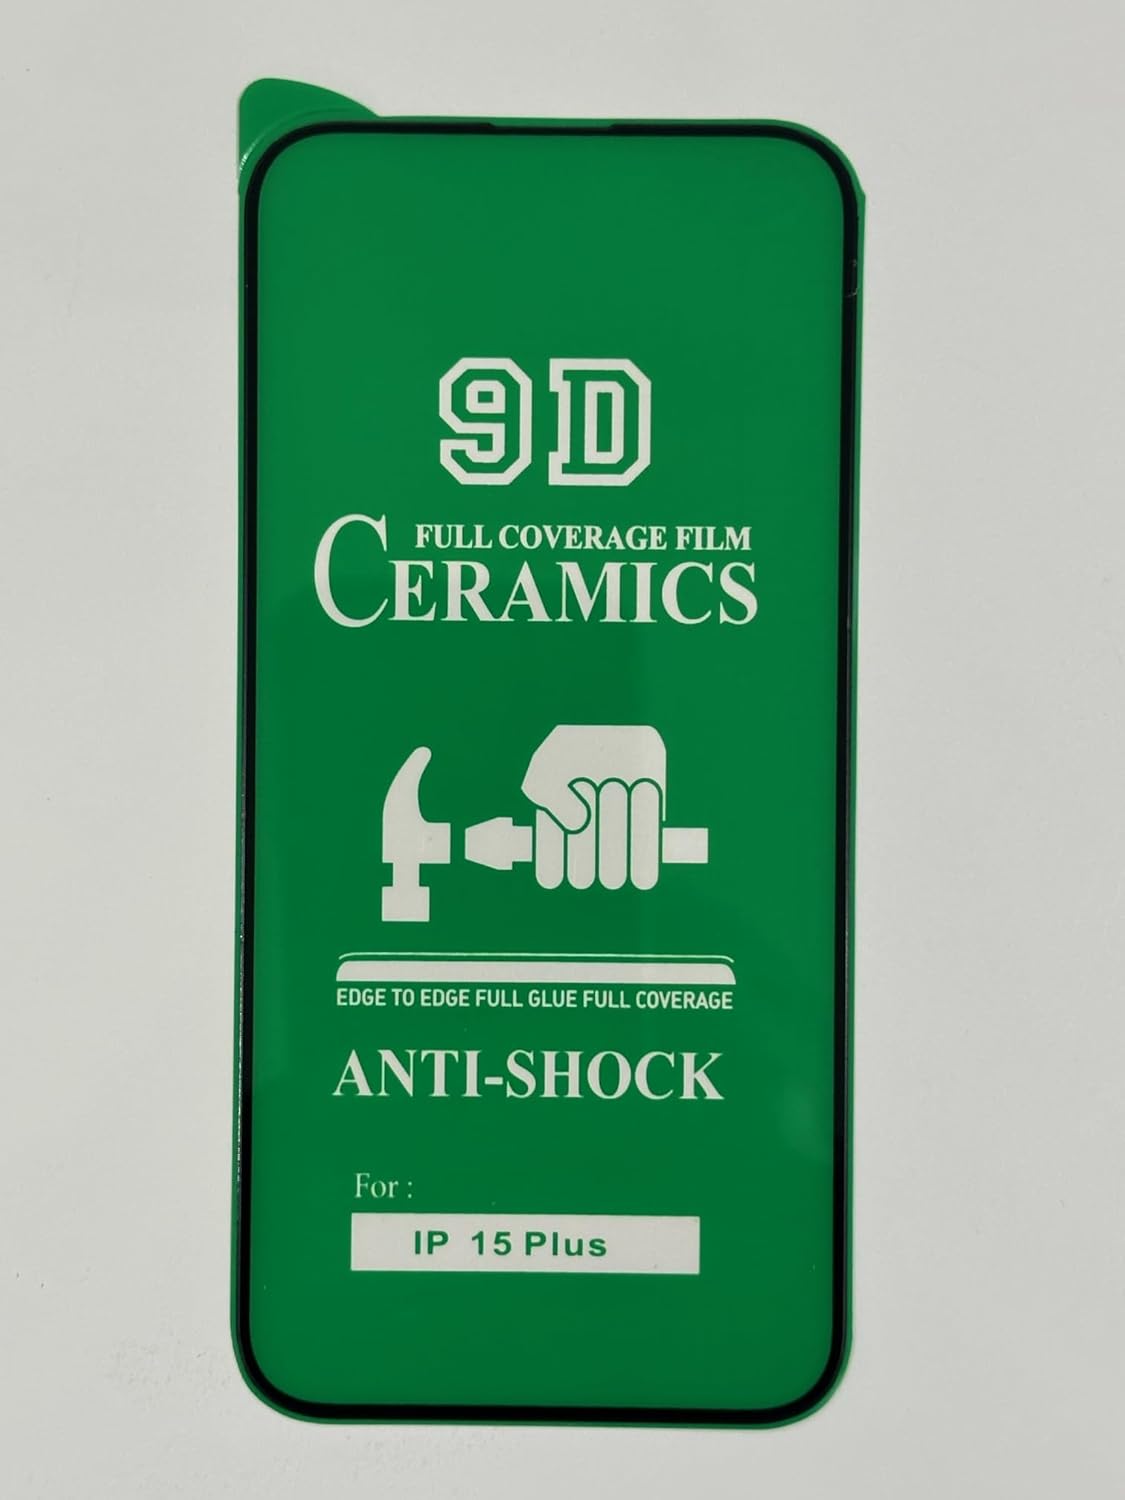 9D
FULL COVERAGE FILM
CERAMICS
EDGE TO EDGE FULL GLUE FULL COVERAGE
ANTI-SHOCK
For :
IP 15 Plus